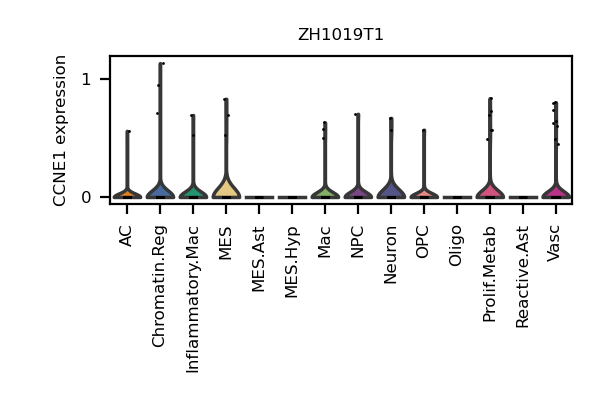 ZH1019T1
CCNE1 expression
1
0
AC
Chromatin.Reg
Inflammatory.Mac
MES
MES.Ast
MES.Hyp
Mac
NPC
Neuron
OPC
Oligo
Prolif.Metab
Reactive.Ast
Vasc